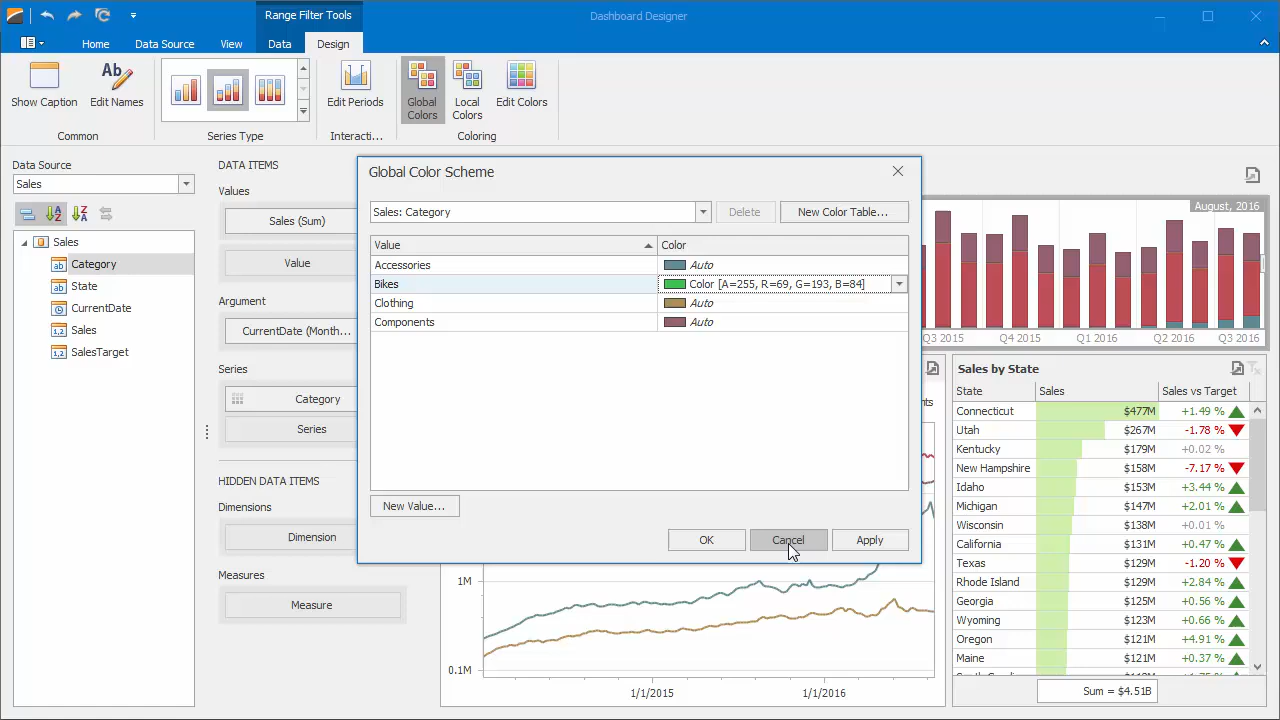 Range Filter Tools
Dashboard Designer
Home
Data Source
View
Data
Design
Show Caption
Edit Names
Edit Periods
Global Colors
Local Colors
Edit Colors
Common
Series Type
Interacti...
Coloring
Data Source
Sales
Sales
Category
State
CurrentDate
Sales
SalesTarget
DATA ITEMS
Values
Sales (Sum)
Value
Argument
CurrentDate (Month...
Series
Category
Series
HIDDEN DATA ITEMS
Dimensions
Dimension
Measures
Measure
Global Color Scheme
Sales: Category
Delete
New Color Table...
Value Color
Accessories Auto
Bikes Color [A=255, R=69, G=193, B=84]
Clothing Auto
Components Auto
New Value...
OK Cancel Apply
August, 2016
Q3 2015 Q4 2015 Q1 2016 Q2 2016 Q3 2016
nts
1M
0.1M
1/1/2015 1/1/2016
Sales by State
State Sales Sales vs Target
Connecticut $477M +1.49 %
Utah $267M -1.78 %
Kentucky $179M +0.02 %
New Hampshire $158M -7.17 %
Idaho $153M +3.44 %
Michigan $147M +2.01 %
Wisconsin $138M +0.01 %
California $131M +0.47 %
Texas $129M -1.20 %
Rhode Island $129M +2.84 %
Georgia $125M +0.56 %
Wyoming $123M +0.66 %
Oregon $121M +4.91 %
Maine $121M +0.37 %
Sum = $4.51B